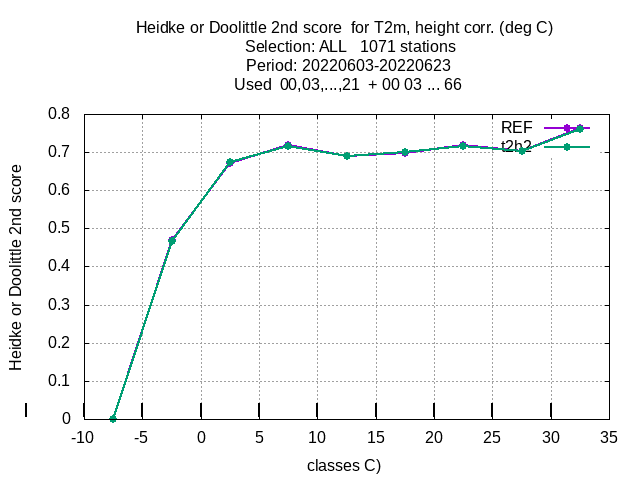 Heidke or Doolittle 2nd score  for T2m, height corr. (deg C)
Selection: ALL   1071 stations
Period: 20220603-20220623
Used  00,03,...,21  + 00 03 ... 66
Heidke or Doolittle 2nd score
0.8
0.7
0.6
0.5
0.4
0.3
0.2
0.1
0
REF
t2h2
-10 -5 0 5 10 15 20 25 30 35
classes C)